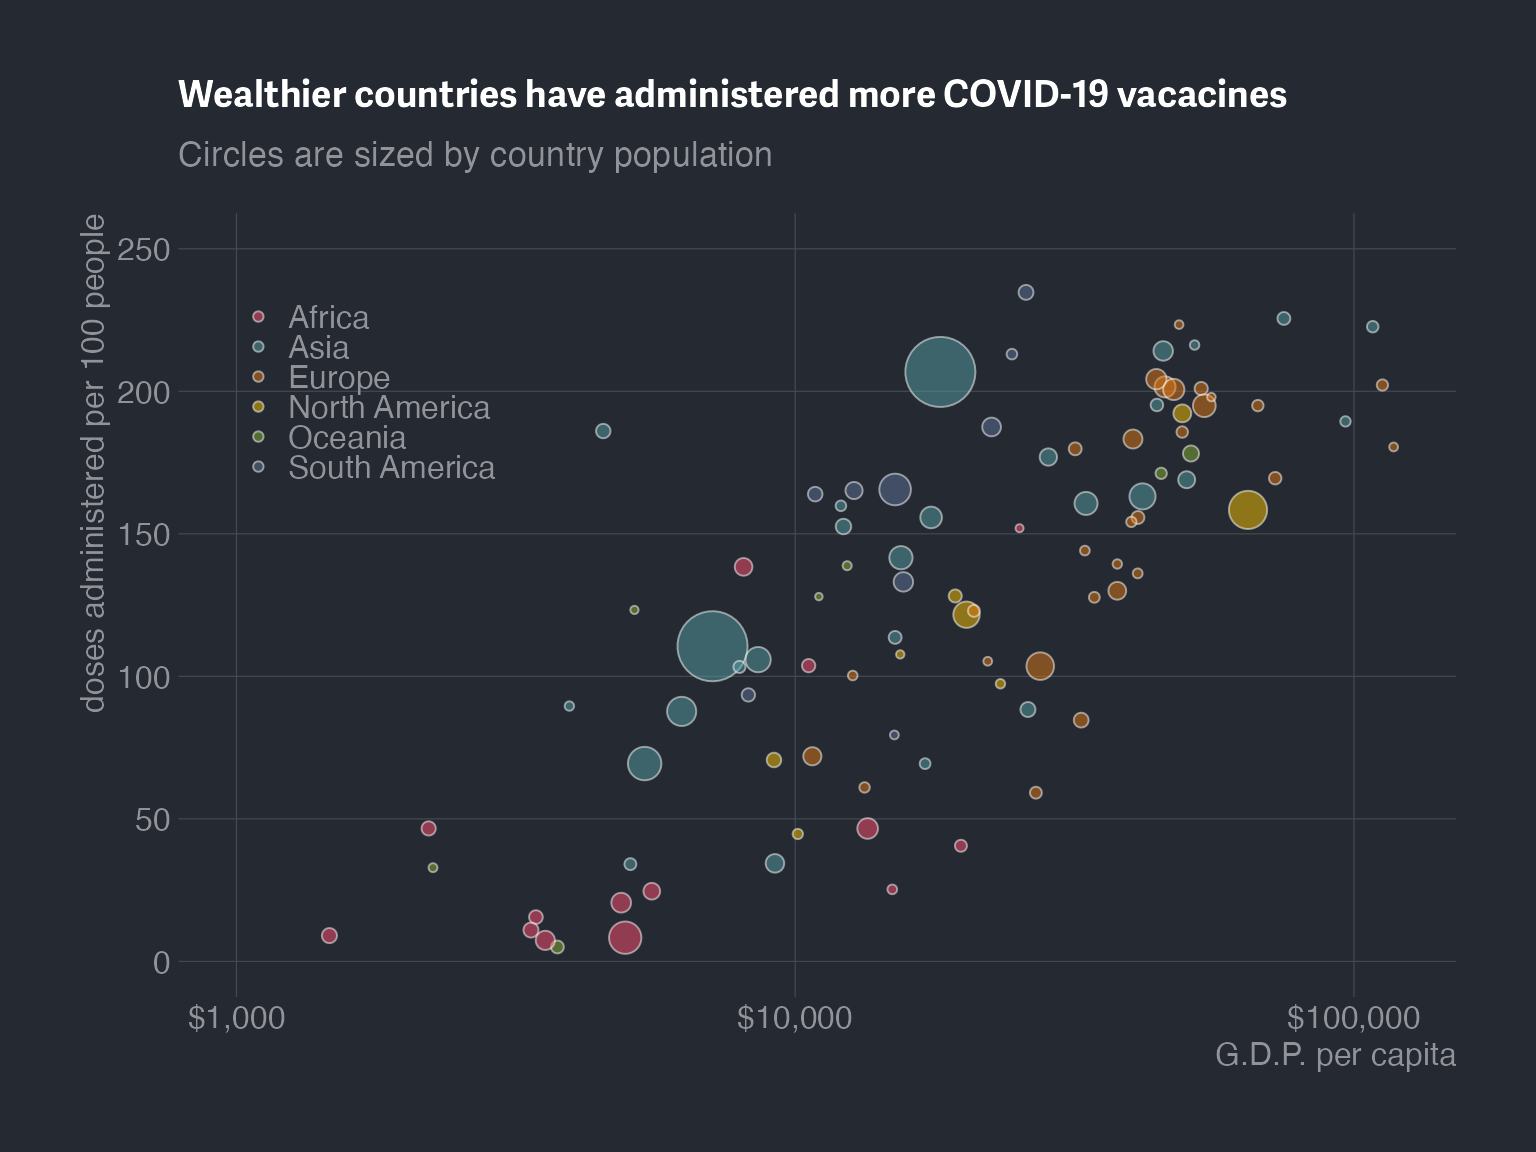 Wealthier countries have administered more COVID-19 vacacines
Circles are sized by country population
doses administered per 100 people
250
200
150
100
50
0
Africa
Asia
Europe
North America
Oceania
South America
$1,000
$10,000
$100,000
G.D.P. per capita